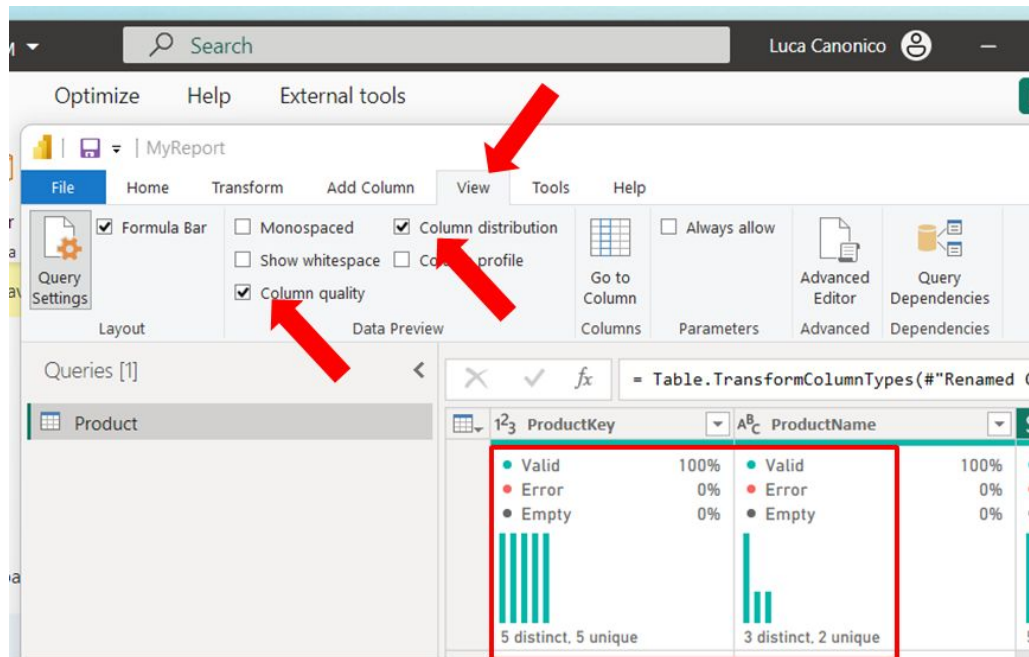 Search
Luca Canonico
Optimize Help External tools
MyReport
File Home Transform Add Column View Tools Help
Formula Bar
Monospaced
Column distribution
Always allow
Show whitespace
profile
Column quality
Query
Settings
Go to
Column
Advanced
Editor
Query
Dependencies
Layout Data Preview Columns Parameters Advanced Dependencies
Queries [1]
fx = Table.TransformColumnTypes(#"Renamed
Product
1²3 ProductKey
ABC ProductName
Valid 100%
Error 0%
Empty 0%
5 distinct, 5 unique
Valid 100%
Error 0%
Empty 0%
3 distinct, 2 unique